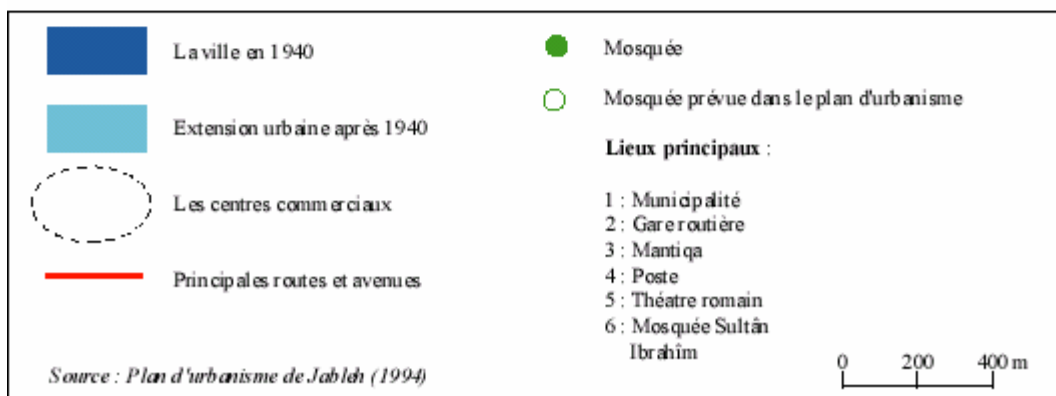 La ville en 1940
Extension urbaine après 1940
Les centres commerciaux
Principales routes et avenues
Source : Plan d'urbanisme de Jableh (1994)
Mosquée
Mosquée prévue dans le plan d'urbanisme
Lieux principaux :
1 : Municipalité
2 : Gare routière
3 : Mantiqa
4 : Poste
5 : Théatre romain
6 : Mosquée Sultân
Ibrahîm
0 200 400 m